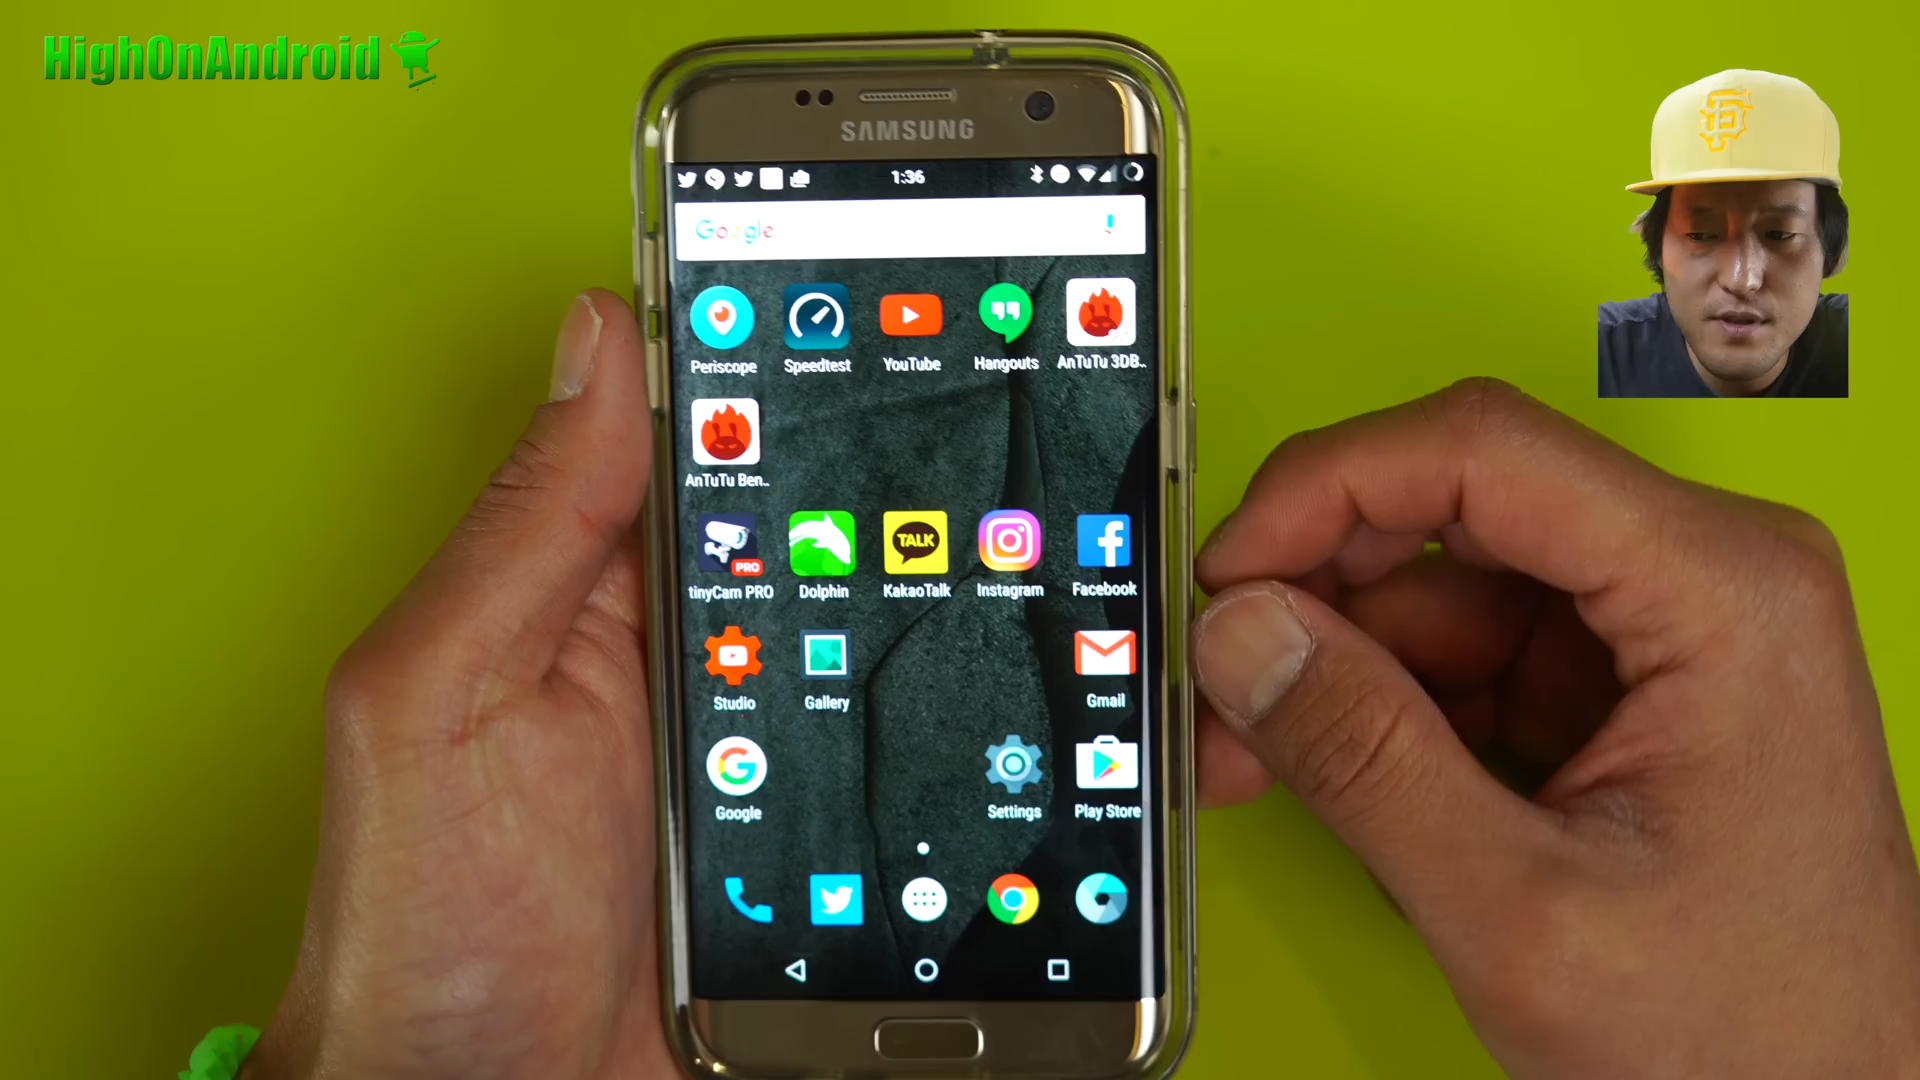 HighOnAndroid
SF
SAMSUNG
1:36
Google
Periscope
Speedtest
YouTube
Hangouts
AnTuTu 3DB..
AnTuTu Ben..
PRO
TALK
tinyCam PRO
Dolphin
KakaoTalk
Instagram
Facebook
Studio
Gallery
Gmail
Google
Settings
Play Store